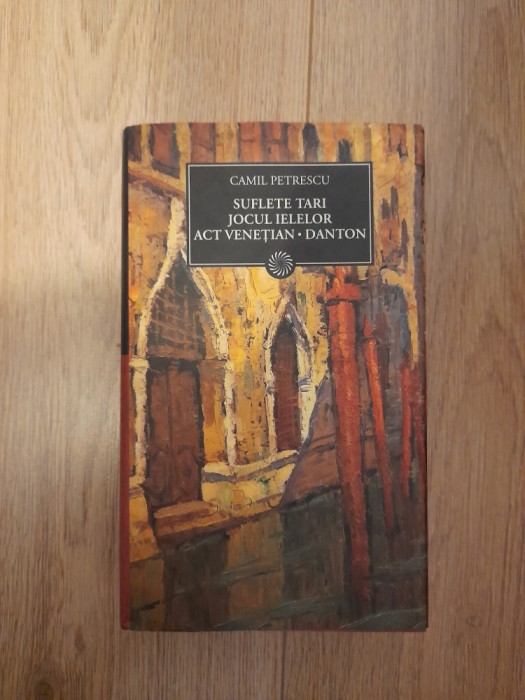 CAMIL PETRESCU
SUFLETE TARI
JOCUL IELELOR
ACT VENEȚIAN • DANTON